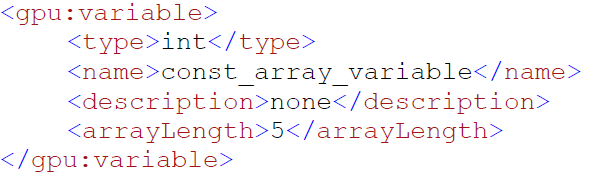 <gpu:variable>
    <type>int</type>
    <name>const_array_variable</name>
    <description>none</description>
    <arrayLength>5</arrayLength>
</gpu:variable>